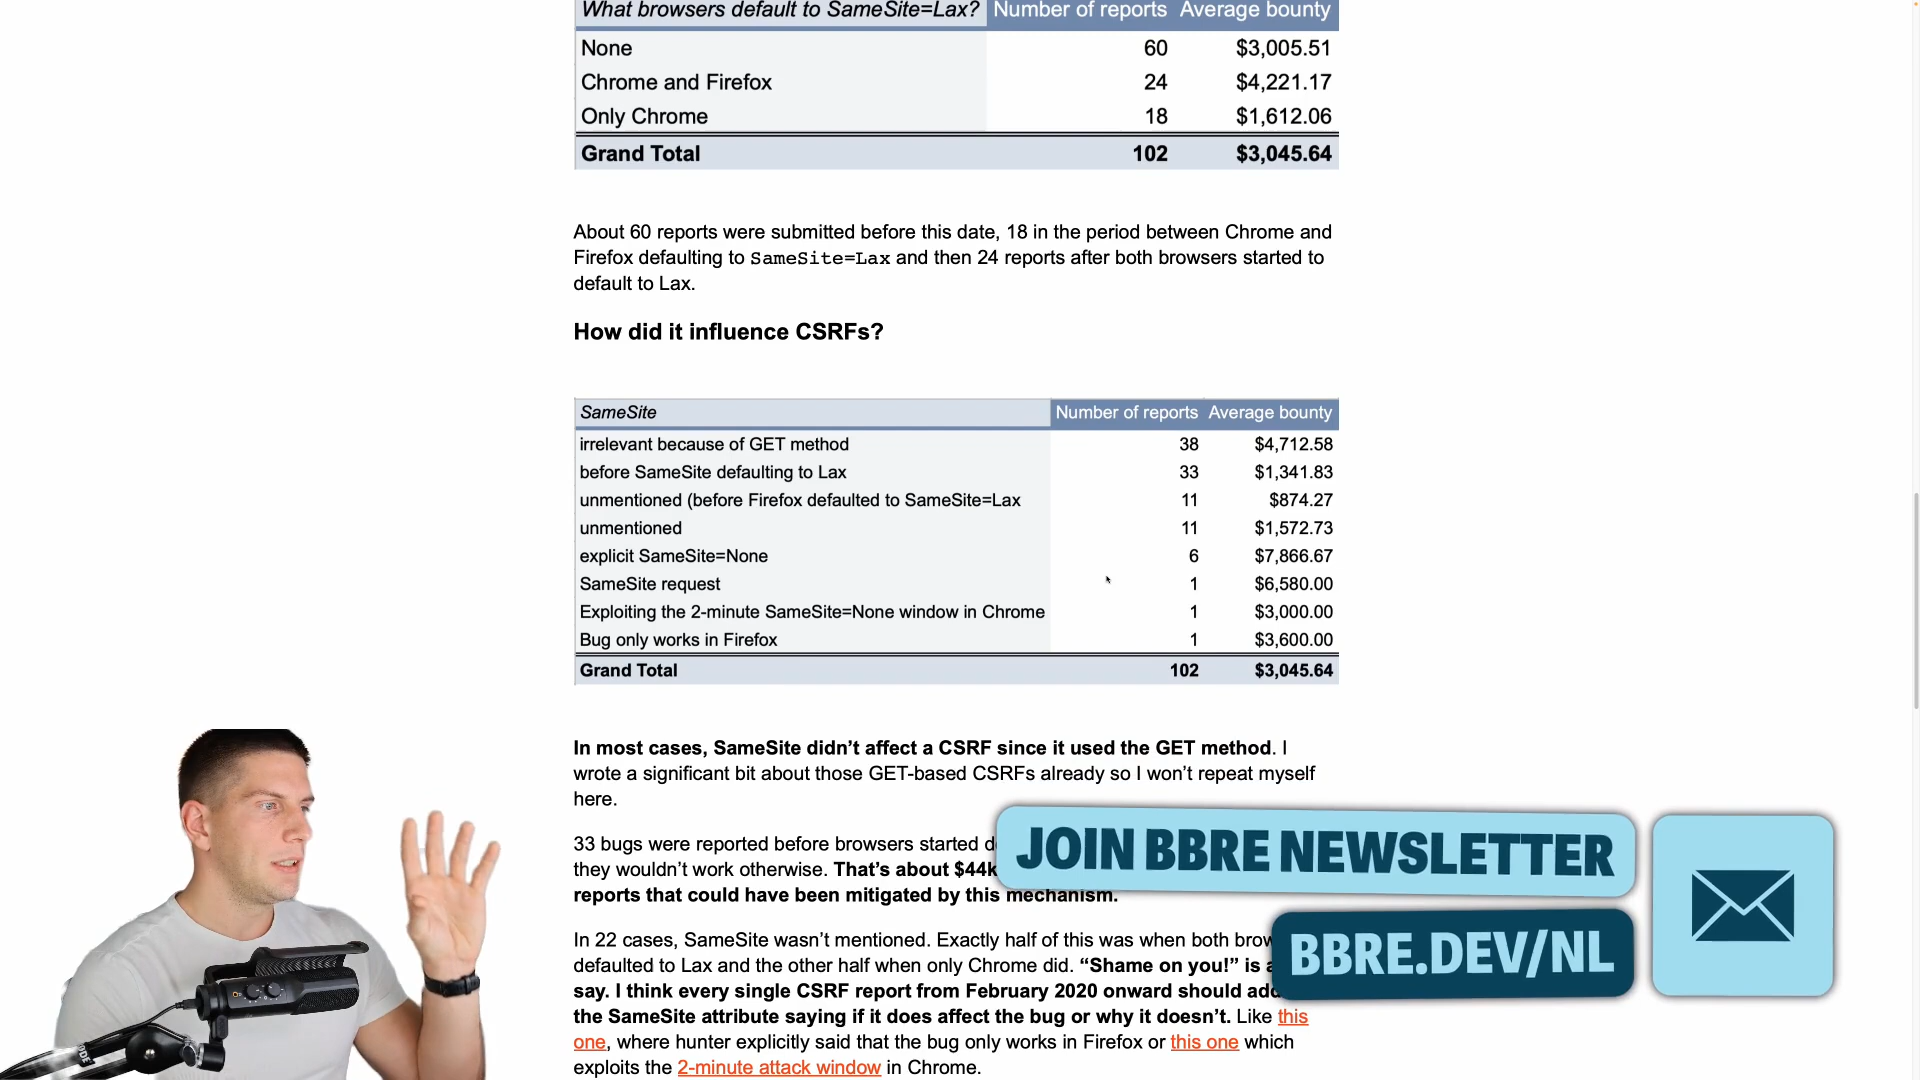 What browsers default to SameSite=Lax? Number of reports Average bounty
None 60 $3,005.51
Chrome and Firefox 24 $4,221.17
Only Chrome 18 $1,612.06
Grand Total 102 $3,045.64
About 60 reports were submitted before this date, 18 in the period between Chrome and
Firefox defaulting to SameSite=Lax and then 24 reports after both browsers started to
default to Lax.
How did it influence CSRFs?
SameSite Number of reports Average bounty
irrelevant because of GET method 38 $4,712.58
before SameSite defaulting to Lax 33 $1,341.83
unmentioned (before Firefox defaulted to SameSite=Lax 11 $874.27
unmentioned 11 $1,572.73
explicit SameSite=None 6 $7,866.67
SameSite request 1 $6,580.00
Exploiting the 2-minute SameSite=None window in Chrome 1 $3,000.00
Bug only works in Firefox 1 $3,600.00
Grand Total 102 $3,045.64
In most cases, SameSite didn’t affect a CSRF since it used the GET method. I
wrote a significant bit about those GET-based CSRFs already so I won’t repeat myself
here.
33 bugs were reported before browsers started
they wouldn’t work otherwise. That’s about $44k
reports that could have been mitigated by this mechanism.
In 22 cases, SameSite wasn’t mentioned. Exactly half of this was when both
defaulted to Lax and the other half when only Chrome did. “Shame on you!” is
say. I think every single CSRF report from February 2020 onward should
the SameSite attribute saying if it does affect the bug or why it doesn’t. Like this
one, where hunter explicitly said that the bug only works in Firefox or this one which
exploits the 2-minute attack window in Chrome.
JOIN BBRE NEWSLETTER
BBRE.DEV/NL
RODE